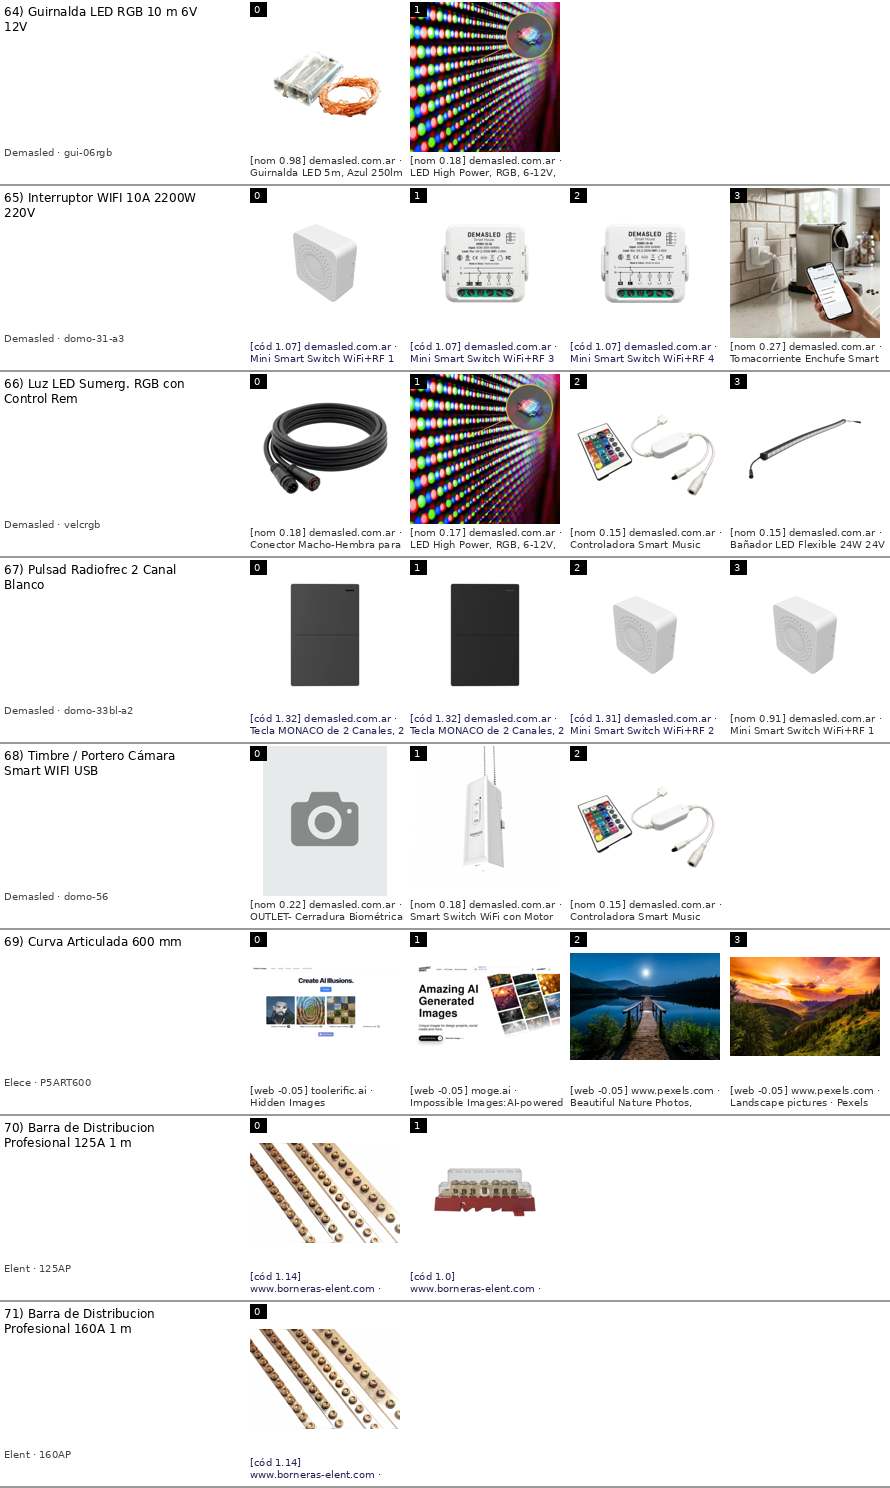 64) Guirnalda LED RGB 10 m 6V
12V
0
1
Demasled · gui-06rgb
[nom 0.98] demasled.com.ar ·
Guirnalda LED 5m, Azul 250lm
[nom 0.18] demasled.com.ar ·
LED High Power, RGB, 6-12V,
65) Interruptor WIFI 10A 2200W
220V
0
1
2
3
DEMASLED
DEMASLED
Demasled · domo-31-a3
[cód 1.07] demasled.com.ar ·
Mini Smart Switch WiFi+RF 1
[cód 1.07] demasled.com.ar ·
Mini Smart Switch WiFi+RF 3
[cód 1.07] demasled.com.ar ·
Mini Smart Switch WiFi+RF 4
[nom 0.27] demasled.com.ar ·
Tomacorriente Enchufe Smart
66) Luz LED Sumerg. RGB con
Control Rem
0
1
2
3
Demasled · velcrgb
[nom 0.18] demasled.com.ar ·
Conector Macho-Hembra para
[nom 0.17] demasled.com.ar ·
LED High Power, RGB, 6-12V,
[nom 0.15] demasled.com.ar ·
Controladora Smart Music
[nom 0.15] demasled.com.ar ·
Bañador LED Flexible 24W 24V
67) Pulsad Radiofrec 2 Canal
Blanco
0
1
2
3
Demasled · domo-33bl-a2
[cód 1.32] demasled.com.ar ·
Tecla MONACO de 2 Canales, 2
[cód 1.32] demasled.com.ar ·
Tecla MONACO de 2 Canales, 2
[cód 1.31] demasled.com.ar ·
Mini Smart Switch WiFi+RF 2
[nom 0.91] demasled.com.ar ·
Mini Smart Switch WiFi+RF 1
68) Timbre / Portero Cámara
Smart WIFI USB
0
1
2
Demasled · domo-56
[nom 0.22] demasled.com.ar ·
OUTLET- Cerradura Biométrica
[nom 0.18] demasled.com.ar ·
Smart Switch WiFi con Motor
[nom 0.15] demasled.com.ar ·
Controladora Smart Music
69) Curva Articulada 600 mm
0
1
2
3
Create AI Illusions.
Amazing AI
Generated
Images
Elece · P5ART600
[web -0.05] toolerific.ai ·
Hidden Images
[web -0.05] moge.ai ·
Impossible Images:AI-powered
[web -0.05] www.pexels.com ·
Beautiful Nature Photos,
[web -0.05] www.pexels.com ·
Landscape pictures · Pexels
70) Barra de Distribucion
Profesional 125A 1 m
0
1
Elent · 125AP
[cód 1.14]
www.borneras-elent.com ·
[cód 1.0]
www.borneras-elent.com ·
71) Barra de Distribucion
Profesional 160A 1 m
0
Elent · 160AP
[cód 1.14]
www.borneras-elent.com ·